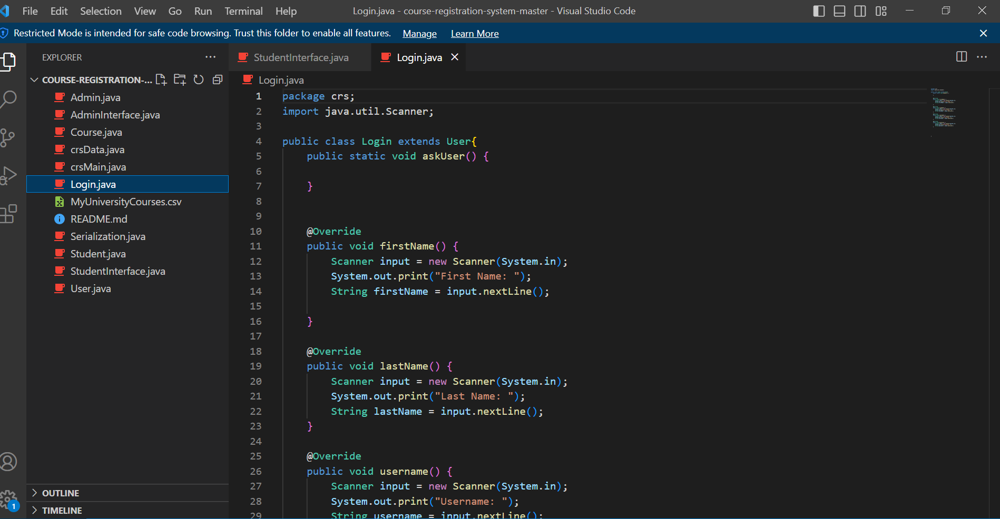 File Edit Selection View Go Run Terminal Help Login.java - course-registration-system-master - Visual Studio Code
Restricted Mode is intended for safe code browsing. Trust this folder to enable all features. Manage Learn More
EXPLORER
COURSE-REGISTRATION-...
Admin.java
AdminInterface.java
Course.java
crsData.java
crsMain.java
Login.java
MyUniversityCourses.csv
README.md
Serialization.java
Student.java
StudentInterface.java
User.java
OUTLINE
TIMELINE
1
StudentInterface.java Login.java
Login.java
1 package crs;
2 import java.util.Scanner;
3
4 public class Login extends User{
5 public static void askUser() {
6
7 }
8
9
10 @Override
11 public void firstName() {
12 Scanner input = new Scanner(System.in);
13 System.out.print("First Name: ");
14 String firstName = input.nextLine();
15
16 }
17
18 @Override
19 public void lastName() {
20 Scanner input = new Scanner(System.in);
21 System.out.print("Last Name: ");
22 String lastName = input.nextLine();
23 }
24
25 @Override
26 public void username() {
27 Scanner input = new Scanner(System.in);
28 System.out.print("Username: ");
29 String username = input.nextLine();